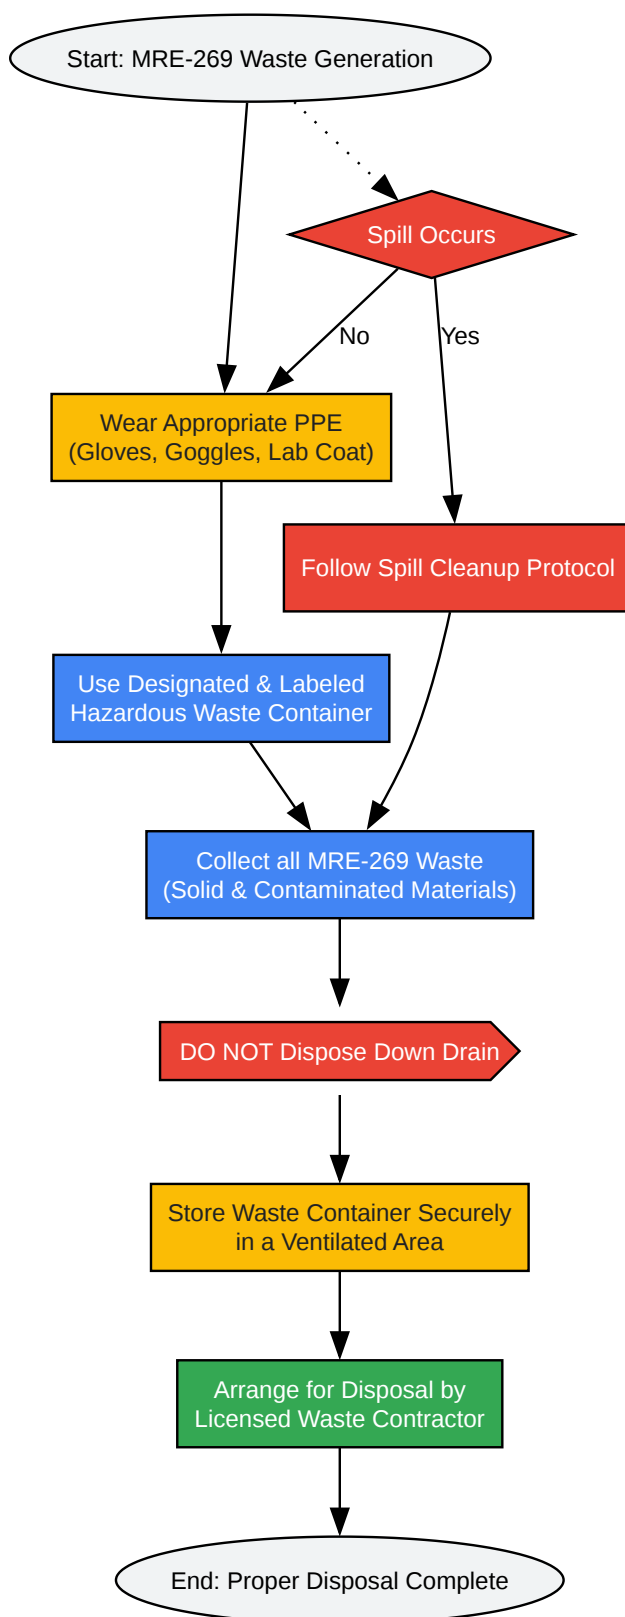 Start: MRE-269 Waste Generation
Spill Occurs
No
Yes
Wear Appropriate PPE
(Gloves, Goggles, Lab Coat)
Follow Spill Cleanup Protocol
Use Designated & Labeled
Hazardous Waste Container
Collect all MRE-269 Waste
(Solid & Contaminated Materials)
DO NOT Dispose Down Drain
Store Waste Container Securely
in a Ventilated Area
Arrange for Disposal by
Licensed Waste Contractor
End: Proper Disposal Complete